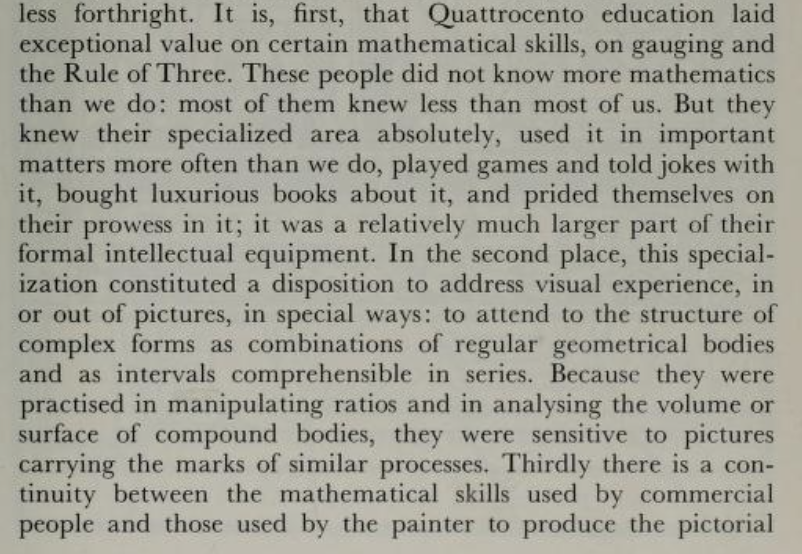 less forthright. It is, first, that Quattrocento education laid
exceptional value on certain mathematical skills, on gauging and
the Rule of Three. These people did not know more mathematics
than we do: most of them knew less than most of us. But they
knew their specialized area absolutely, used it in important
matters more often than we do, played games and told jokes with
it, bought luxurious books about it, and prided themselves on
their prowess in it; it was a relatively much larger part of their
formal intellectual equipment. In the second place, this special-
ization constituted a disposition to address visual experience, in
or out of pictures, in special ways: to attend to the structure of
complex forms as combinations of regular geometrical bodies
and as intervals comprehensible in series. Because they were
practised in manipulating ratios and in analysing the volume or
surface of compound bodies, they were sensitive to pictures
carrying the marks of similar processes. Thirdly there is a con-
tinuity between the mathematical skills used by commercial
people and those used by the painter to produce the pictorial